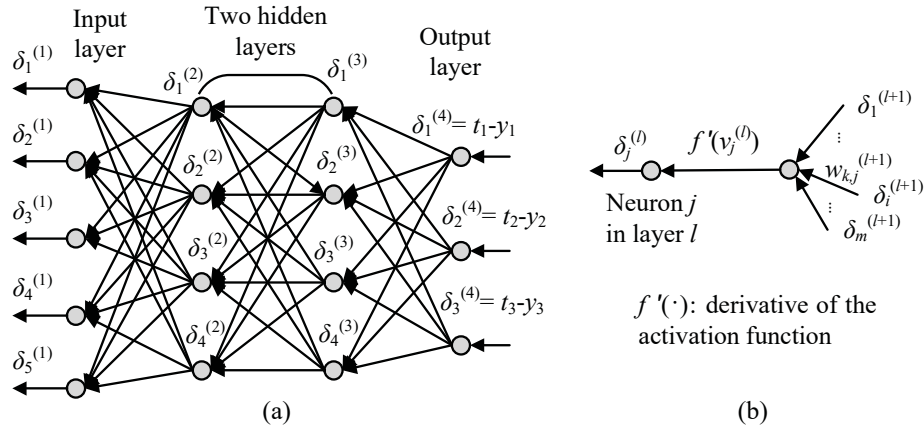 Input
layer
Two hidden
layers
Output
layer
δ₁⁽¹⁾
δ₂⁽¹⁾
δ₃⁽¹⁾
δ₄⁽¹⁾
δ₅⁽¹⁾
δ₁⁽²⁾
δ₂⁽²⁾
δ₃⁽²⁾
δ₄⁽²⁾
δ₁⁽³⁾
δ₂⁽³⁾
δ₃⁽³⁾
δ₄⁽³⁾
δ₁⁽⁴⁾= t₁-y₁
δ₂⁽⁴⁾= t₂-y₂
δ₃⁽⁴⁾= t₃-y₃
(a)
δⱼ⁽ˡ⁾
f '(vⱼ⁽ˡ⁾)
δ₁⁽ˡ⁺¹⁾
...
w_{k,j}⁽ˡ⁺¹⁾
δᵢ⁽ˡ⁺¹⁾
...
δₘ⁽ˡ⁺¹⁾
Neuron j
in layer l
f '(·): derivative of the
activation function
(b)